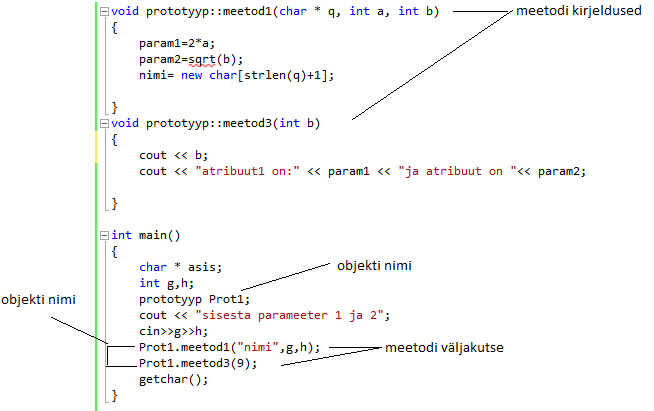 void prototyyp::meetod1(char * q, int a, int b)
meetodi kirjeldused
{
param1=2*a;
param2=sqrt(b);
nimi= new char[strlen(q)+1];
}
void prototyyp::meetod3(int b)
{
cout << b;
cout << "atribuut1 on:" << param1 << "ja atribuut on "<< param2;
}
int main()
{
char * asis;
objekti nimi
int g,h;
objekti nimi
prototyyp Prot1;
cout << "sisesta parameeter 1 ja 2";
cin>>g>>h;
Prot1.meetod1("nimi",g,h);
meetodi väljakutse
Prot1.meetod3(9);
getchar();
}